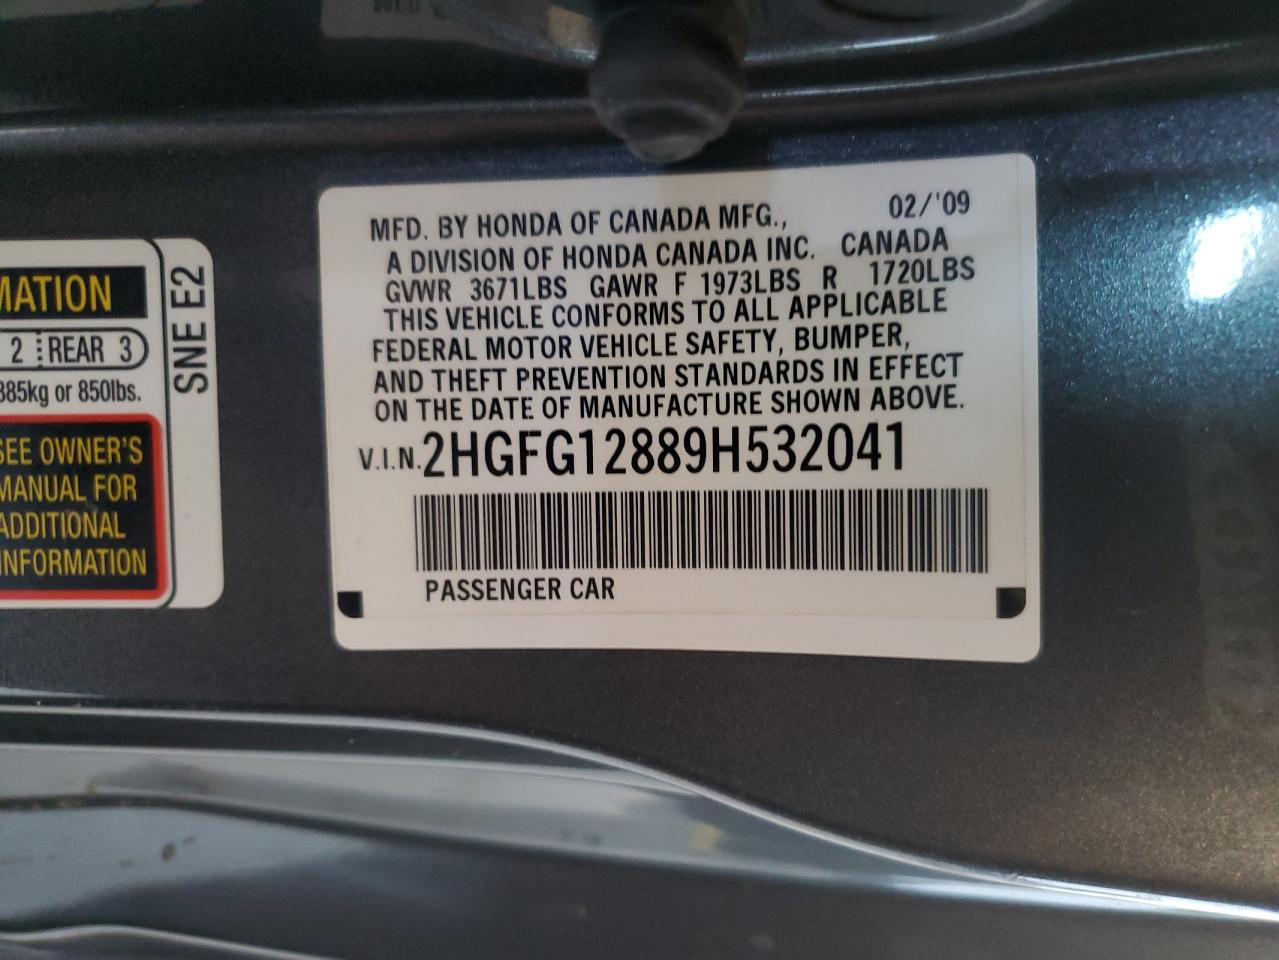 MFD. BY HONDA OF CANADA MFG., 02/'09
A DIVISION OF HONDA CANADA INC. CANADA
GVWR 3671LBS GAWR F 1973LBS R 1720LBS
THIS VEHICLE CONFORMS TO ALL APPLICABLE
FEDERAL MOTOR VEHICLE SAFETY, BUMPER,
AND THEFT PREVENTION STANDARDS IN EFFECT
ON THE DATE OF MANUFACTURE SHOWN ABOVE.
V.I.N. 2HGFG12889H532041
PASSENGER CAR
MATION
2 REAR 3
385kg or 850lbs.
SEE OWNER'S
MANUAL FOR
ADDITIONAL
INFORMATION
SNE E2